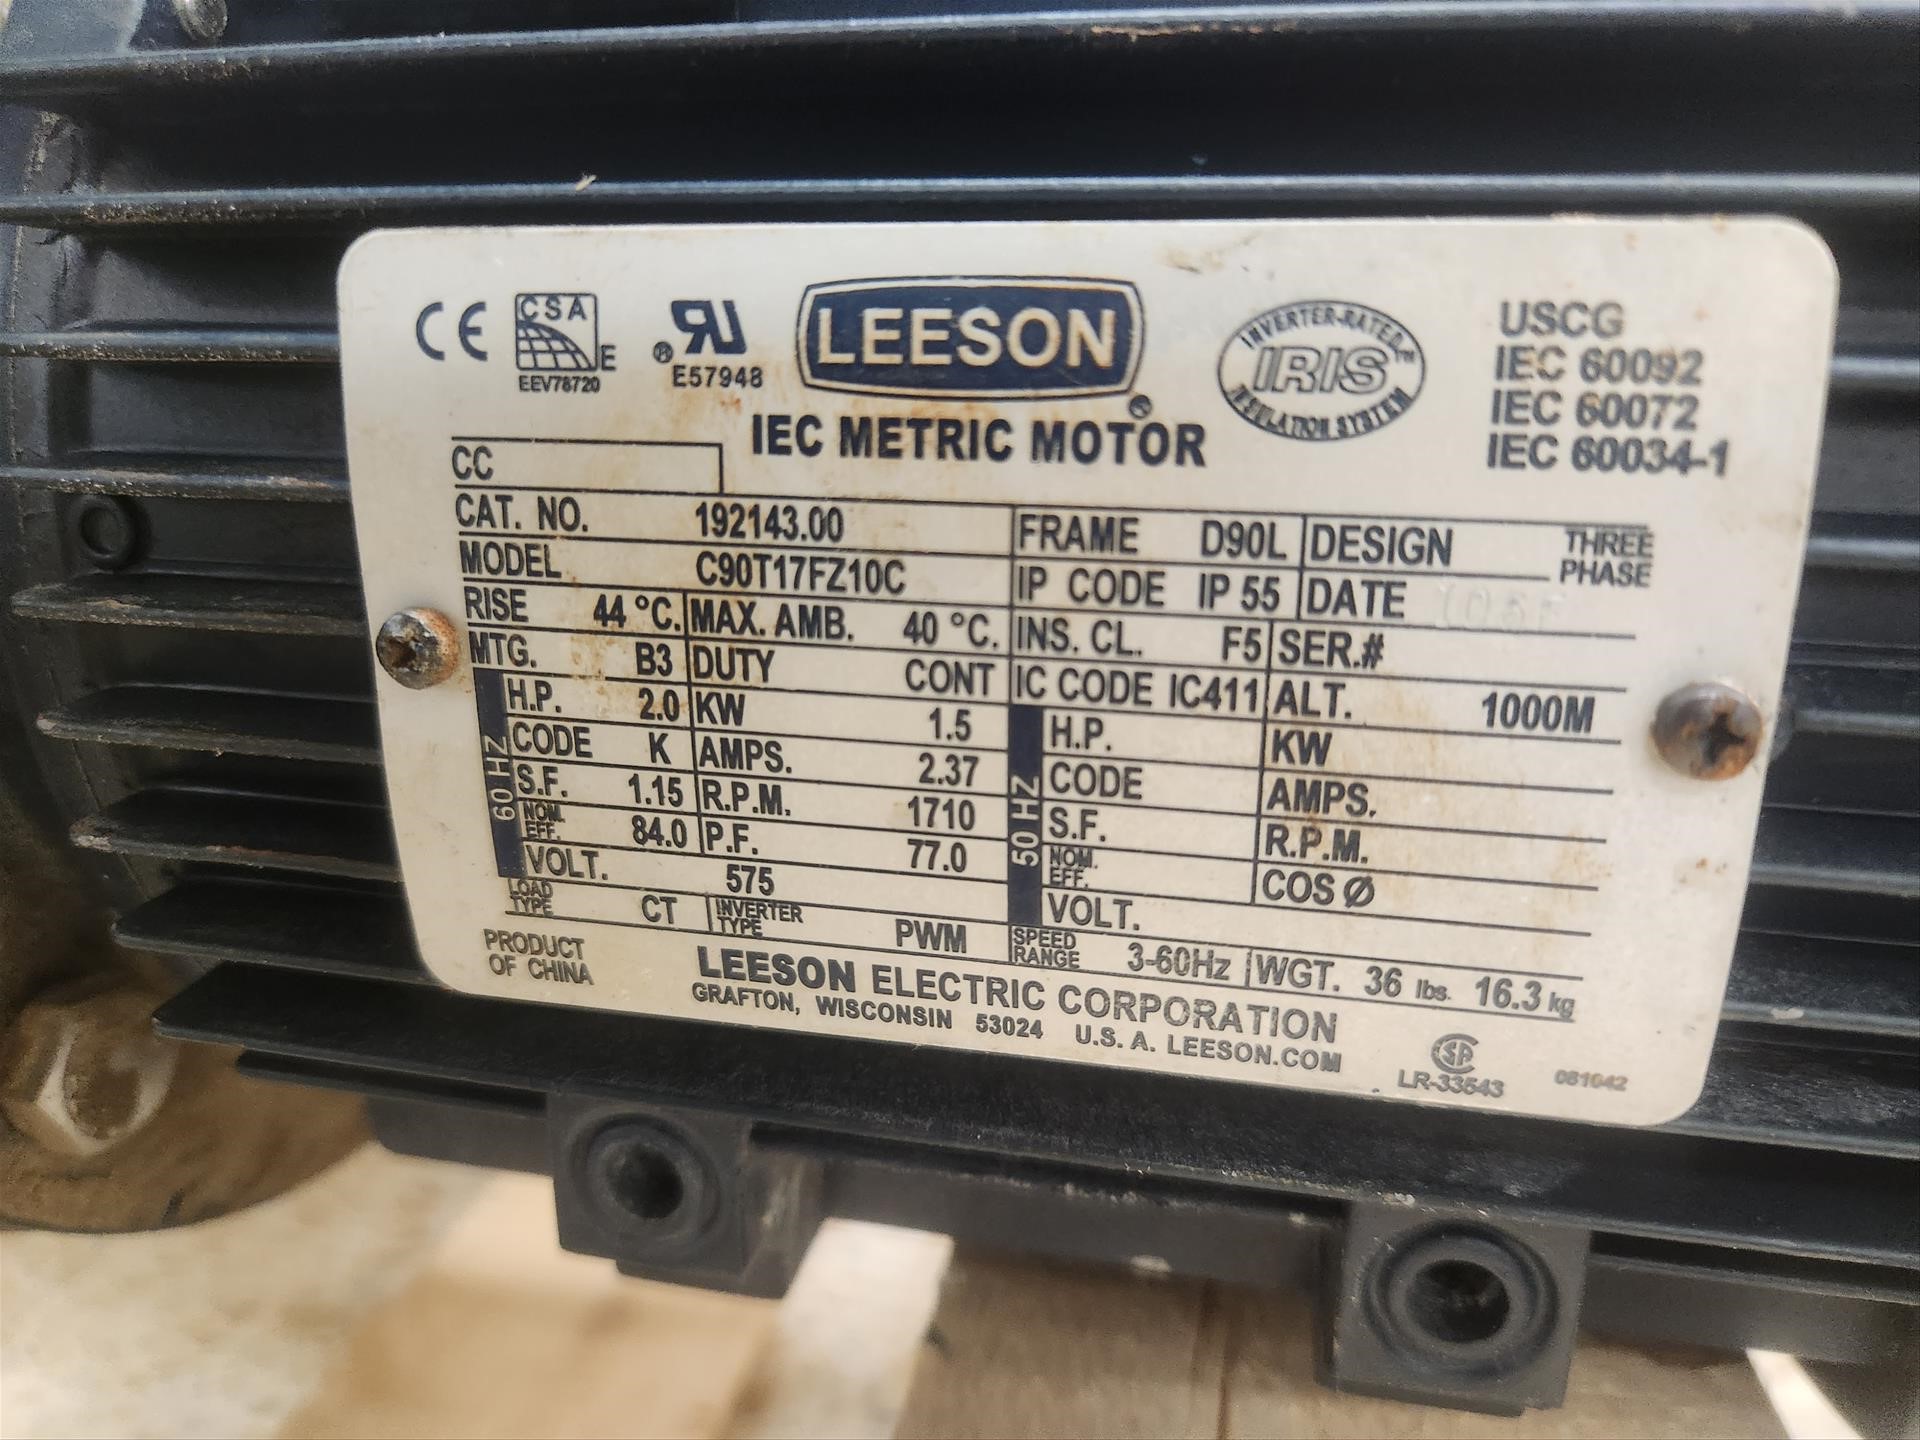 CE CSA E EEV78720 ® RU E57948 LEESON ® INVERTER-RATED™ IRIS INSULATION SYSTEM
USCG
IEC 60092
IEC 60072
IEC 60034-1
IEC METRIC MOTOR
CC
CAT. NO. 192143.00 FRAME D90L DESIGN THREE PHASE
MODEL C90T17FZ10C IP CODE IP 55 DATE
RISE 44 °C. MAX. AMB. 40 °C. INS. CL. F5 SER.#
MTG. B3 DUTY CONT IC CODE IC411 ALT. 1000M
60 HZ
H.P. 2.0 KW 1.5
CODE K AMPS. 2.37
S.F. 1.15 R.P.M. 1710
NOM. EFF. 84.0 P.F. 77.0
VOLT. 575
50 HZ
H.P. KW
CODE AMPS.
S.F. R.P.M.
NOM. EFF. COS Ø
VOLT.
LOAD TYPE CT INVERTER TYPE PWM SPEED RANGE 3-60Hz WGT. 36 lbs. 16.3 kg
PRODUCT
OF CHINA
LEESON ELECTRIC CORPORATION
GRAFTON, WISCONSIN 53024 U.S.A. LEESON.COM
SP LR-33543 081042